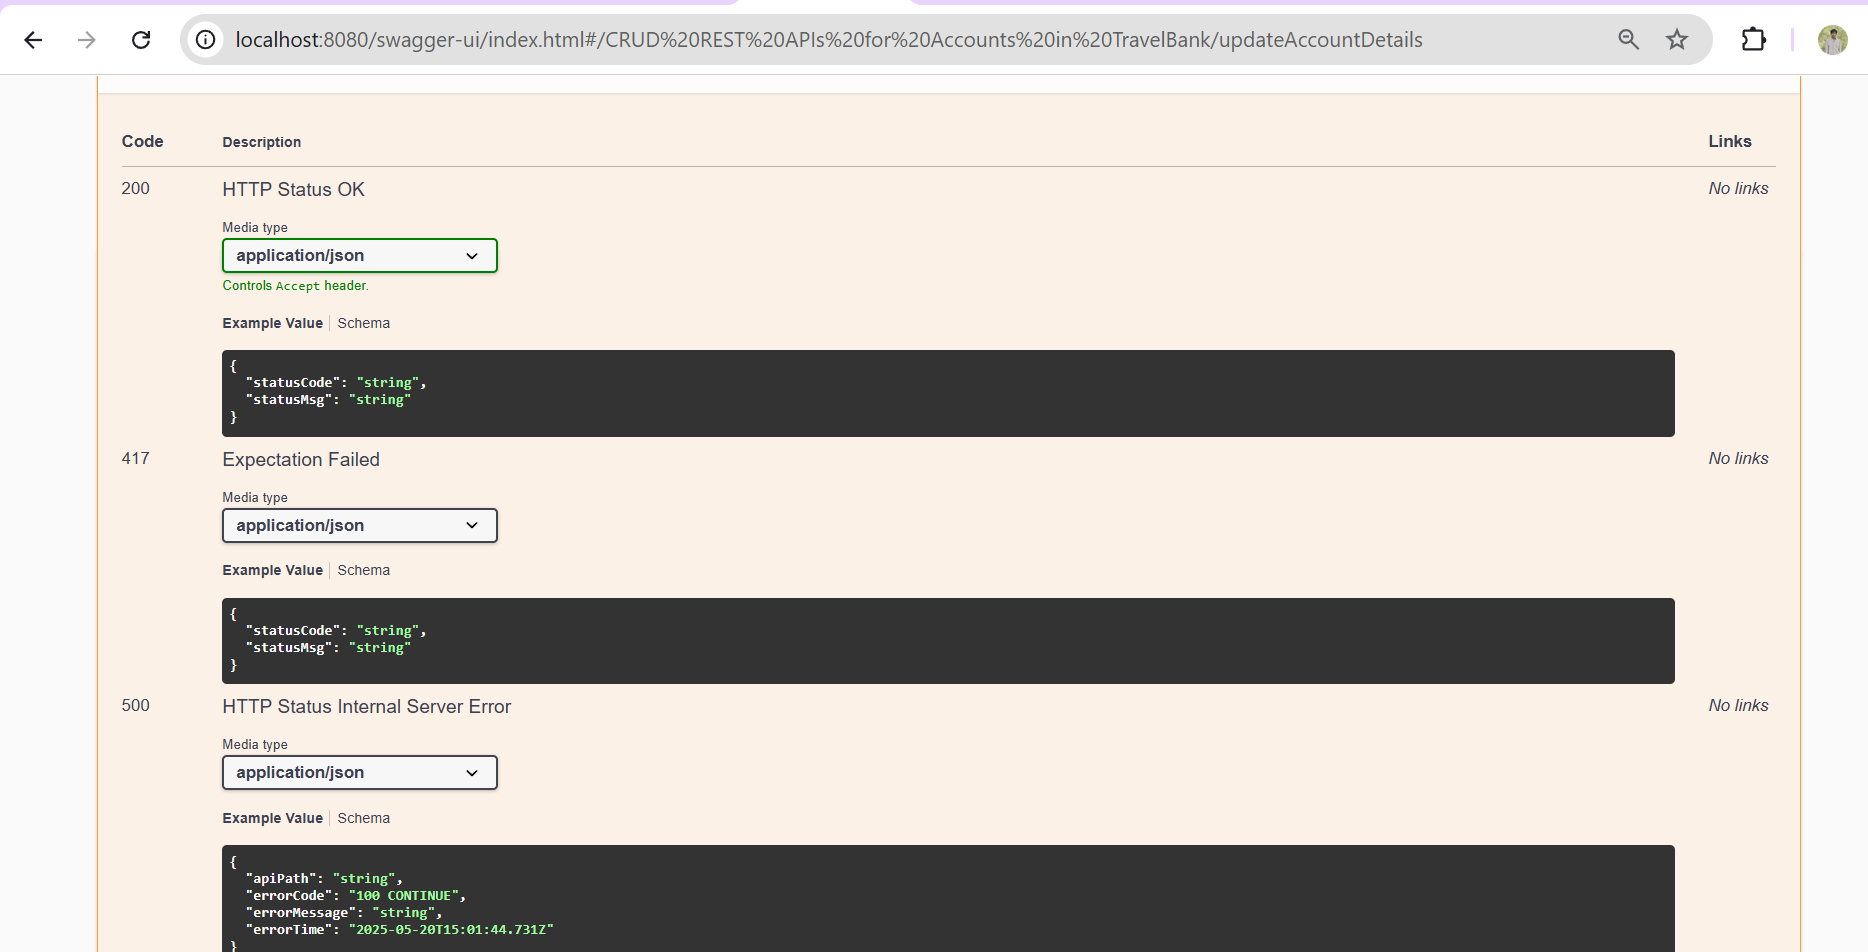 localhost:8080/swagger-ui/index.html#/CRUD%20REST%20APIs%20for%20Accounts%20in%20TravelBank/updateAccountDetails
Code Description Links
200 HTTP Status OK No links
Media type
application/json
Controls Accept header.
Example Value Schema
{
"statusCode": "string",
"statusMsg": "string"
}
417 Expectation Failed No links
Media type
application/json
Example Value Schema
{
"statusCode": "string",
"statusMsg": "string"
}
500 HTTP Status Internal Server Error No links
Media type
application/json
Example Value Schema
{
"apiPath": "string",
"errorCode": "100 CONTINUE",
"errorMessage": "string",
"errorTime": "2025-05-20T15:01:44.731Z"
}